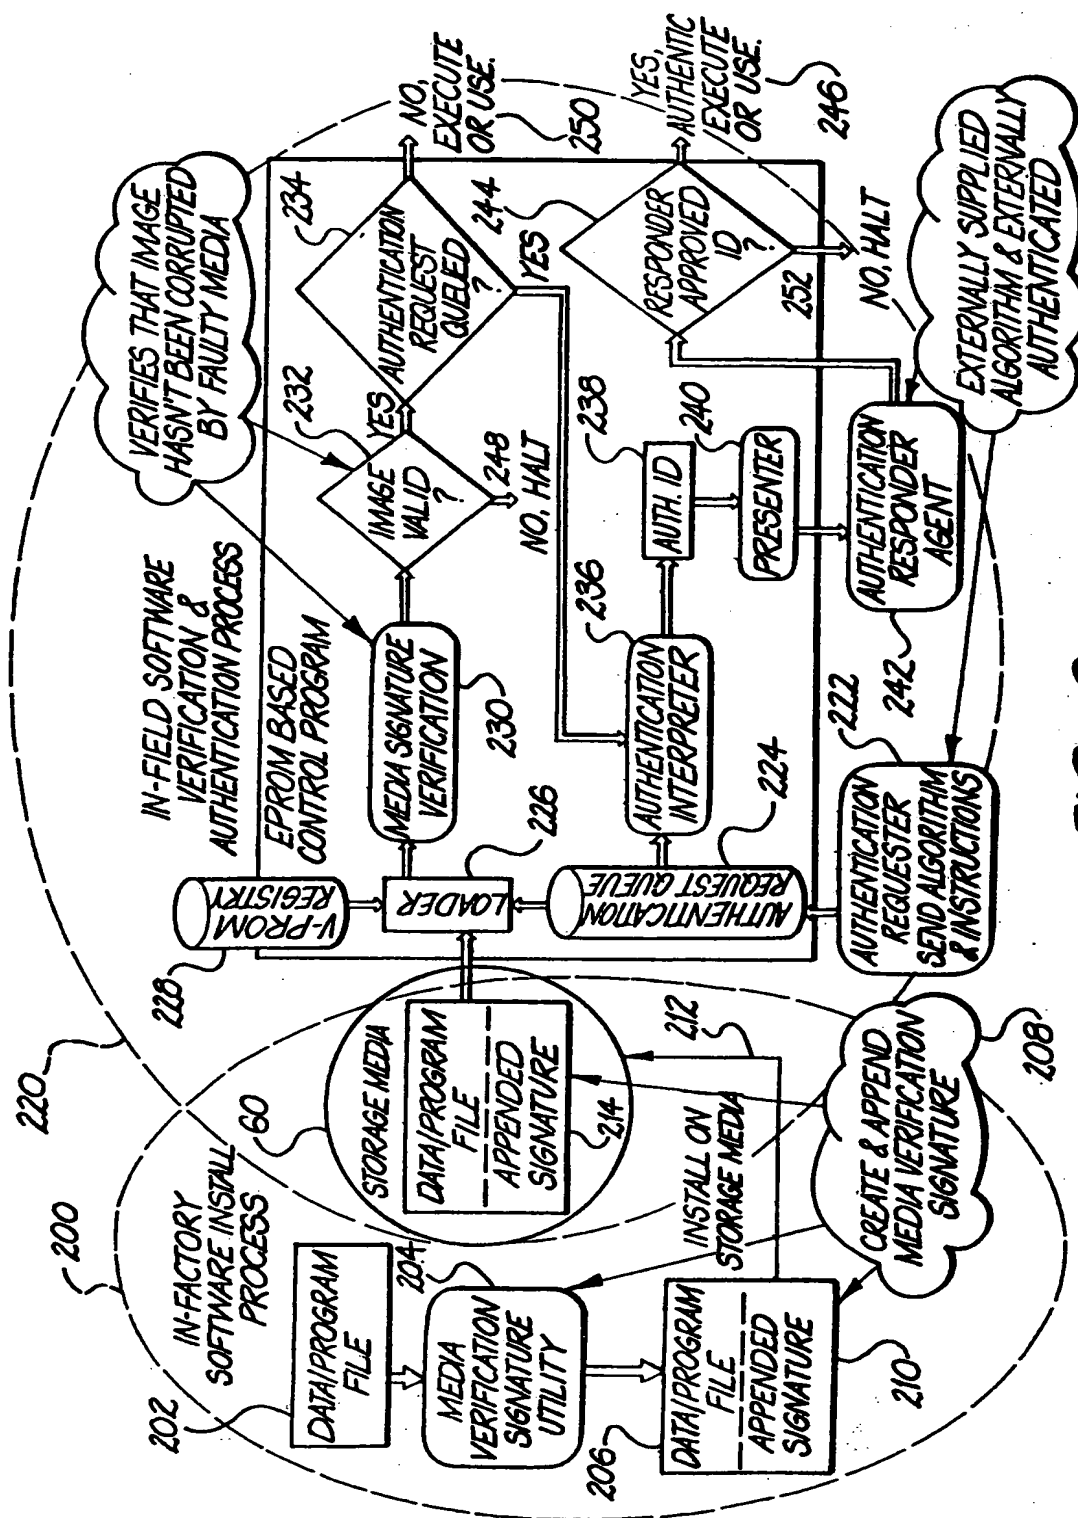 200
220
IN-FACTORY
SOFTWARE INSTALL
PROCESS
202
DATA/PROGRAM
FILE
204
MEDIA
VERIFICATION
SIGNATURE
UTILITY
206
DATA/PROGRAM
FILE
APPENDED
SIGNATURE
210
60
STORAGE MEDIA
DATA/PROGRAM
FILE
APPENDED
SIGNATURE
214
INSTALL ON
STORAGE MEDIA
212
CREATE & APPEND
MEDIA VERIFICATION
SIGNATURE
208
IN-FIELD SOFTWARE
VERIFICATION &
AUTHENTICATION PROCESS
228
V-PROM
REGISTRY
EPROM BASED
CONTROL PROGRAM
LOADER
226
AUTHENTICATION
REQUEST QUEUE
224
AUTHENTICATION
REQUESTER
SEND ALGORITHM
& INSTRUCTIONS
222
MEDIA SIGNATURE
VERIFICATION
230
VERIFIES THAT IMAGE
HASN'T BEEN CORRUPTED
BY FAULTY MEDIA
232
IMAGE
VALID
?
YES
248
NO, HALT
234
AUTHENTICATION
REQUEST
QUEUED
?
YES
NO,
EXECUTE
OR USE.
250
236
AUTHENTICATION
INTERPRETER
238
AUTH. ID
240
PRESENTER
AUTHENTICATION
RESPONDER
AGENT
242
244
RESPONDER
APPROVED
ID
?
YES,
AUTHENTIC
/EXECUTE
OR USE.
246
252
NO, HALT
EXTERNALLY SUPPLIED
ALGORITHM & EXTERNALLY
AUTHENTICATED